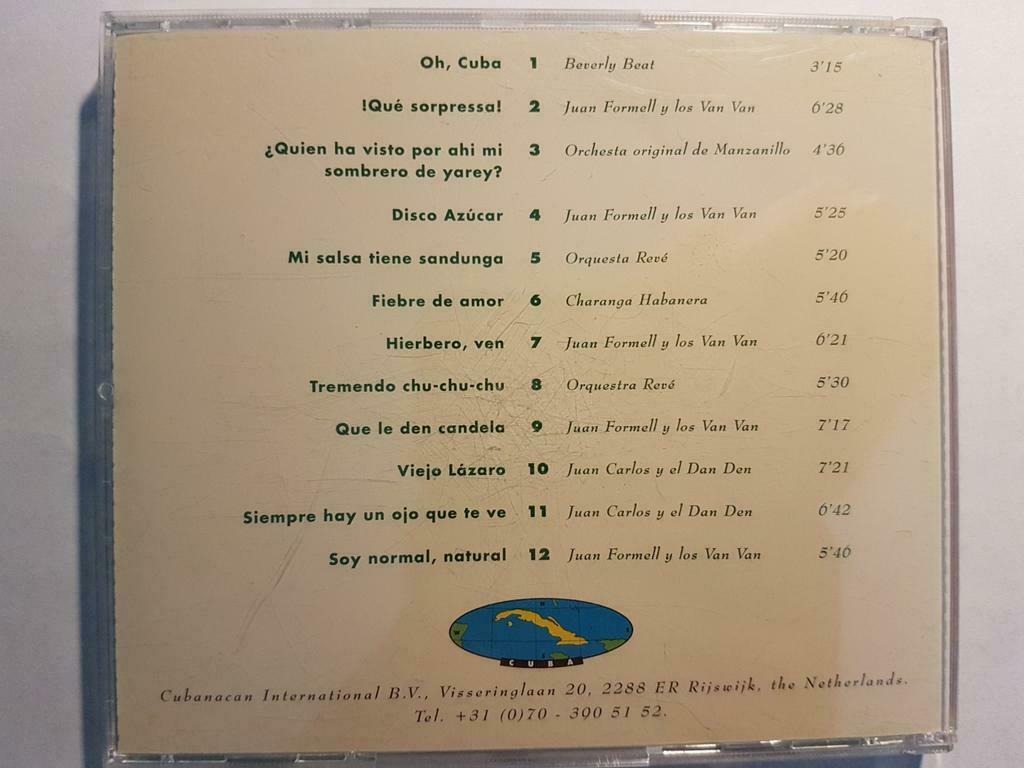 Oh, Cuba 1 Beverly Beat 3'15
!Qué sorpressa! 2 Juan Formell y los Van Van 6'28
¿Quien ha visto por ahi mi 3 Orchesta original de Manzanillo 4'36
sombrero de yarey?
Disco Azúcar 4 Juan Formell y los Van Van 5'25
Mi salsa tiene sandunga 5 Orquesta Revé 5'20
Fiebre de amor 6 Charanga Habanera 5'46
Hierbero, ven 7 Juan Formell y los Van Van 6'21
Tremendo chu-chu-chu 8 Orquestra Revé 5'30
Que le den candela 9 Juan Formell y los Van Van 7'17
Viejo Lázaro 10 Juan Carlos y el Dan Den 7'21
Siempre hay un ojo que te ve 11 Juan Carlos y el Dan Den 6'42
Soy normal, natural 12 Juan Formell y los Van Van 5'46
N
W E
S
CUBA
Cubanacan International B.V., Visseringlaan 20, 2288 ER Rijswijk, the Netherlands.
Tel. +31 (0)70 - 390 51 52.